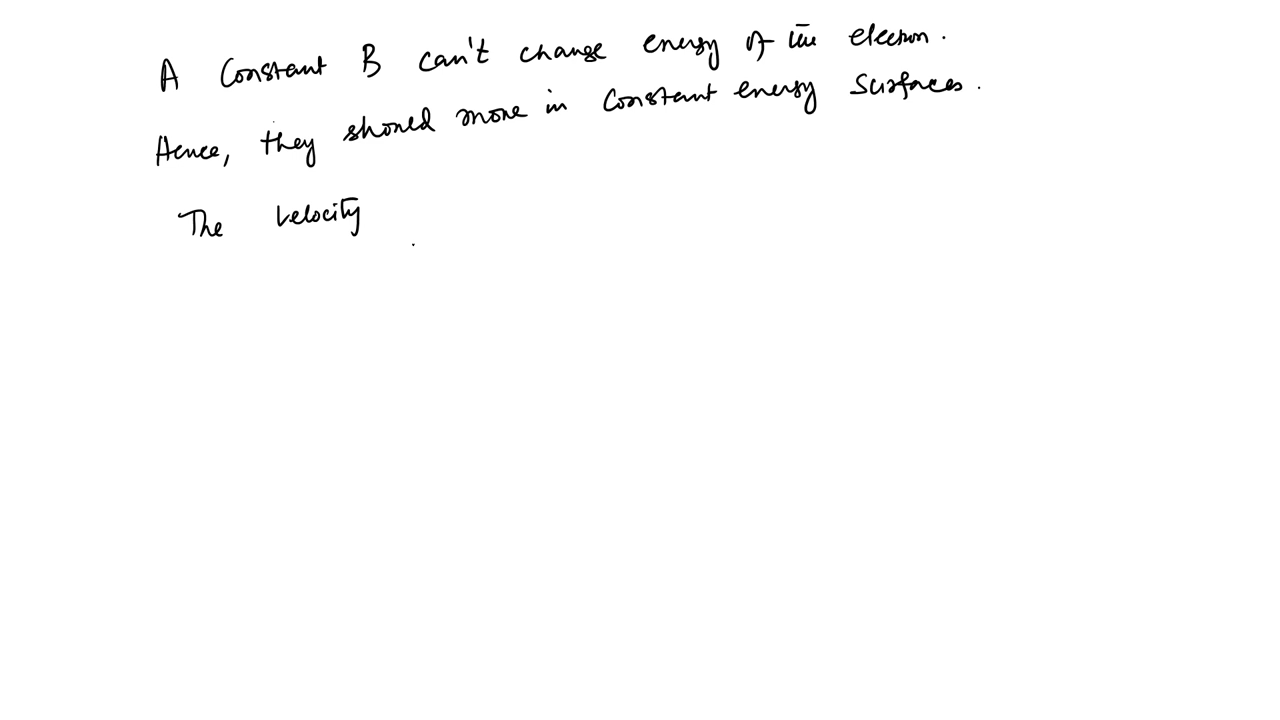 A Constant B can't change energy of the electron.
Hence, they should move in constant energy surfaces.
The velocity